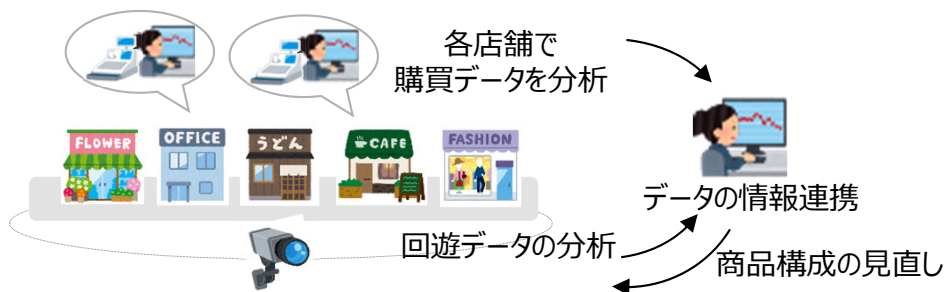 各店舗で
購買データを分析
FLOWER
OFFICE
うどん
CAFE
FASHION
データの情報連携
回遊データの分析
商品構成の見直し